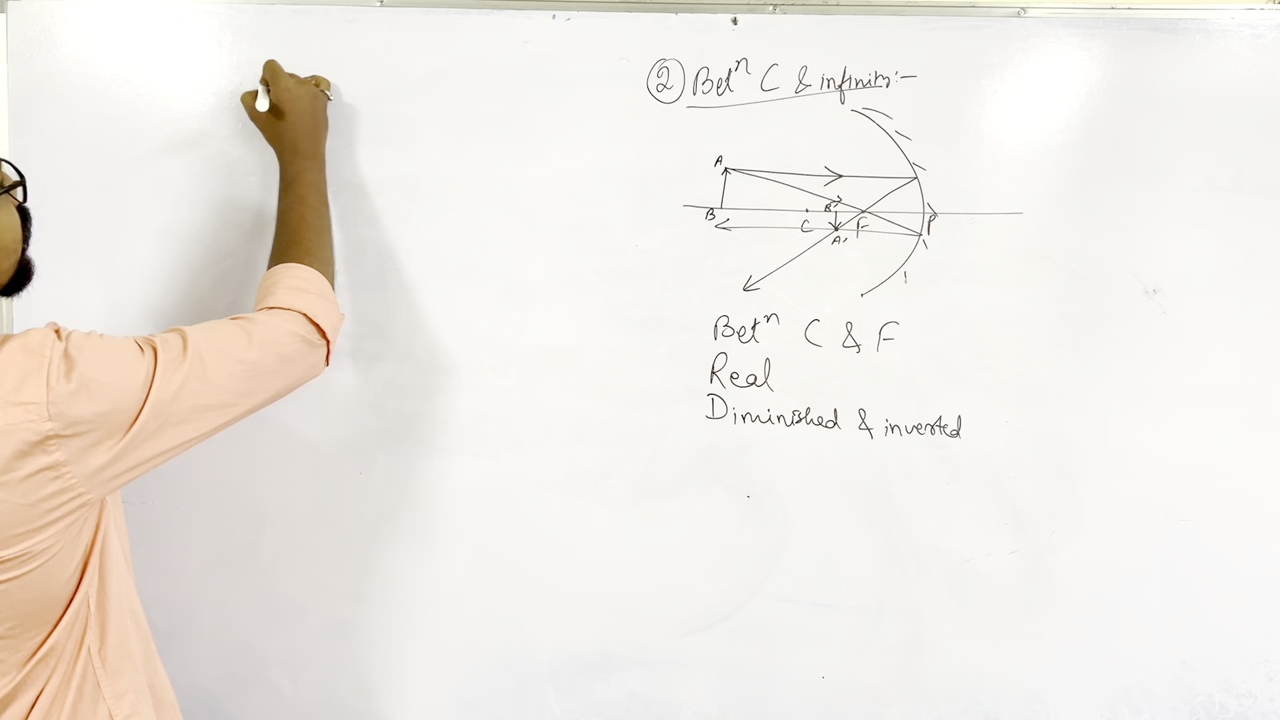 ② Betⁿ C & infinity:-
A
B
C
B'
A'
F
P
Betⁿ C & F
Real
Diminished & inverted